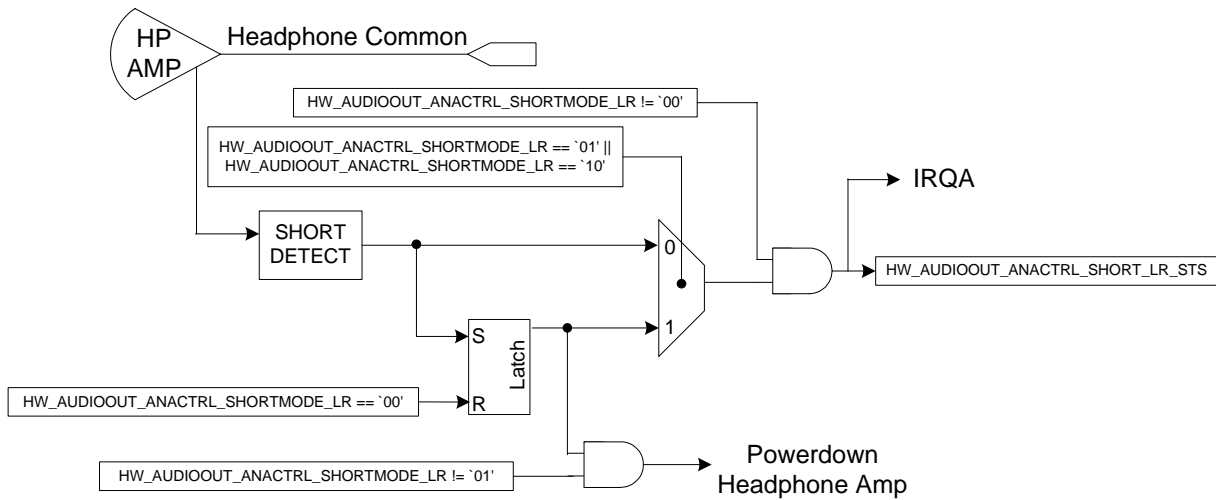 HP
AMP
Headphone Common
HW_AUDIOOUT_ANACTRL_SHORTMODE_LR != `00'
HW_AUDIOOUT_ANACTRL_SHORTMODE_LR == `01' ||
HW_AUDIOOUT_ANACTRL_SHORTMODE_LR == `10'
IRQA
SHORT
DETECT
0
HW_AUDIOOUT_ANACTRL_SHORT_LR_STS
1
S
Latch
R
HW_AUDIOOUT_ANACTRL_SHORTMODE_LR == `00'
HW_AUDIOOUT_ANACTRL_SHORTMODE_LR != `01'
Powerdown
Headphone Amp